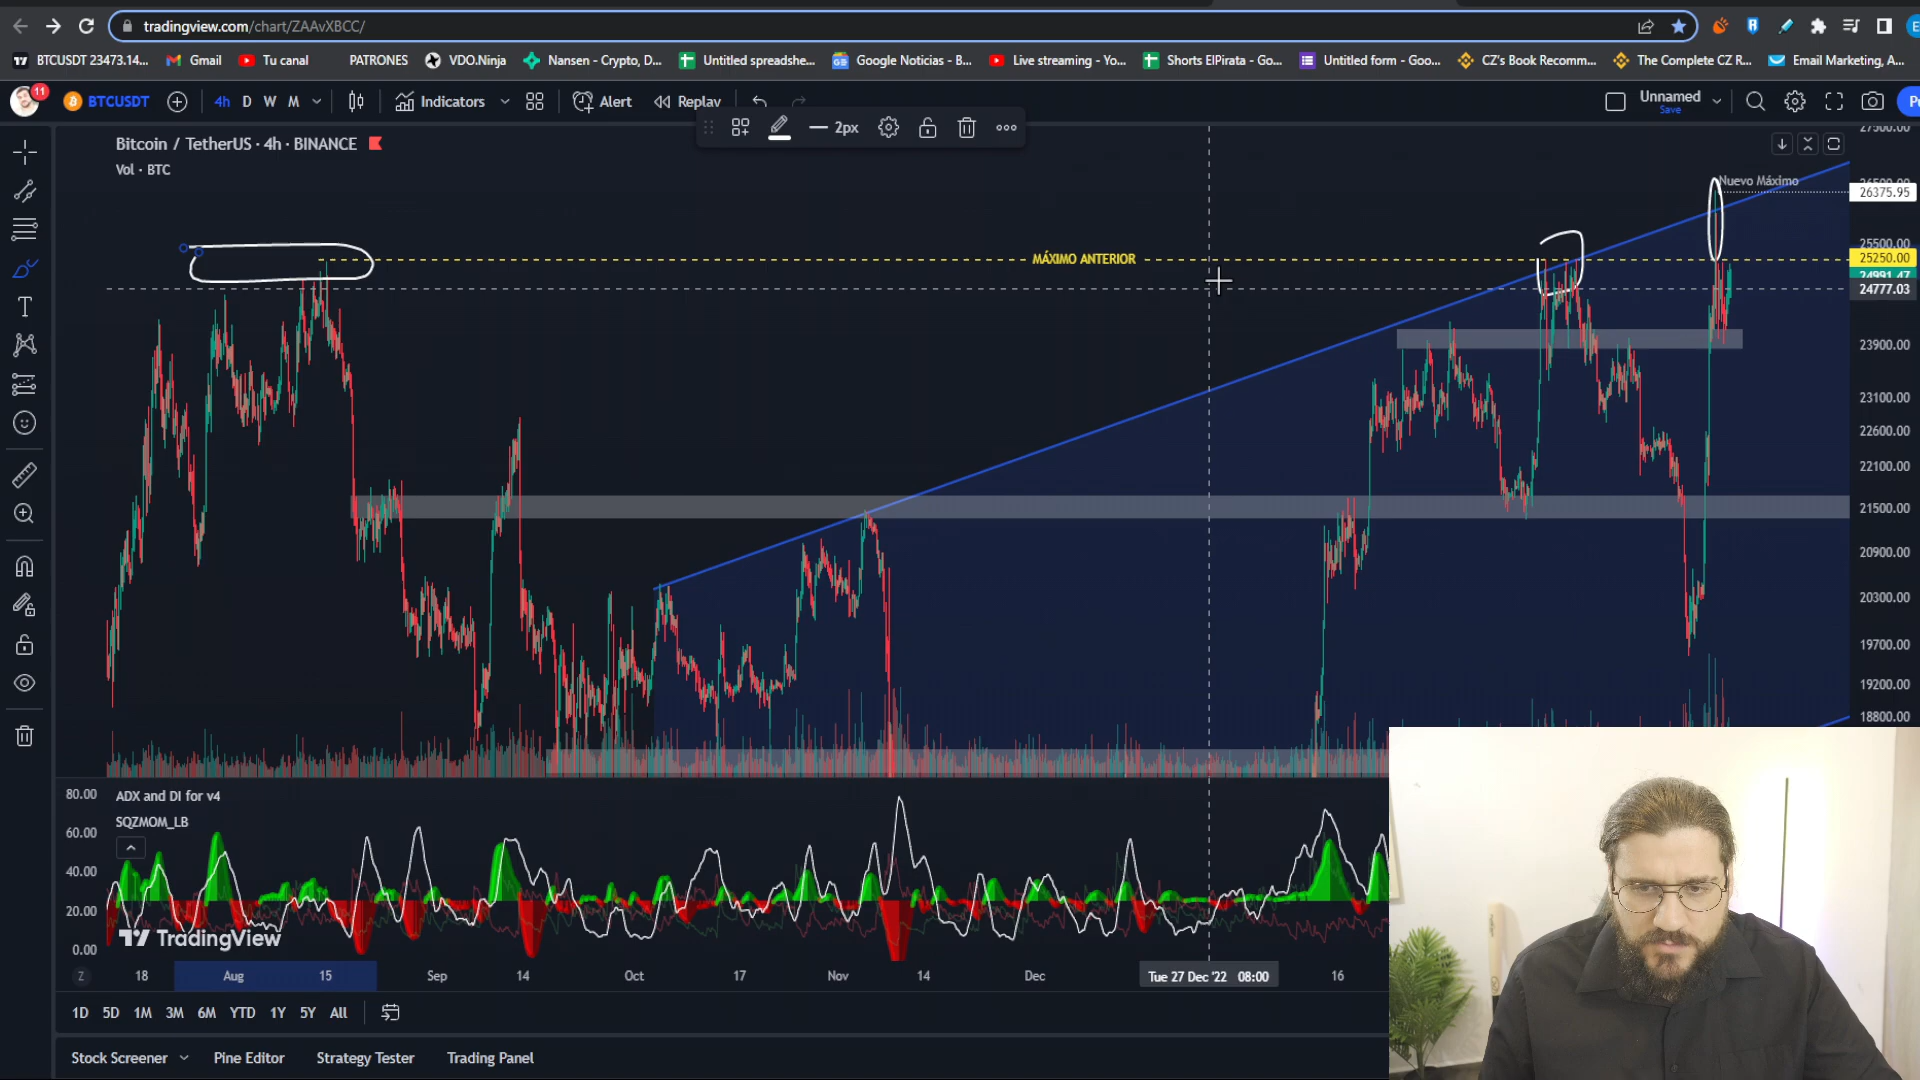 tradingview.com/chart/ZAAvXBCC/
BTCUSDT 23473.14... Gmail Tu canal PATRONES VDO.Ninja Nansen - Crypto, D... Untitled spreadshe... Google Noticias - B... Live streaming - Yo... Shorts ElPirata - Go... Untitled form - Goo... CZ's Book Recomm... The Complete CZ R... Email Marketing, A...
11 BTCUSDT 4h D W M Indicators Alert Replay Unnamed
Save
2px
Bitcoin / TetherUS · 4h · BINANCE
Vol · BTC
Nuevo Máximo
MÁXIMO ANTERIOR
27500.00
26500.00
26375.95
25500.00
25250.00
24991.47
24777.03
23900.00
23100.00
22600.00
22100.00
21500.00
20900.00
20300.00
19700.00
19200.00
18800.00
80.00 ADX and DI for v4
SQZMOM_LB
60.00
40.00
20.00
TradingView
0.00
Z 18 Aug 15 Sep 14 Oct 17 Nov 14 Dec Tue 27 Dec '22 08:00 16
1D 5D 1M 3M 6M YTD 1Y 5Y All
Stock Screener Pine Editor Strategy Tester Trading Panel